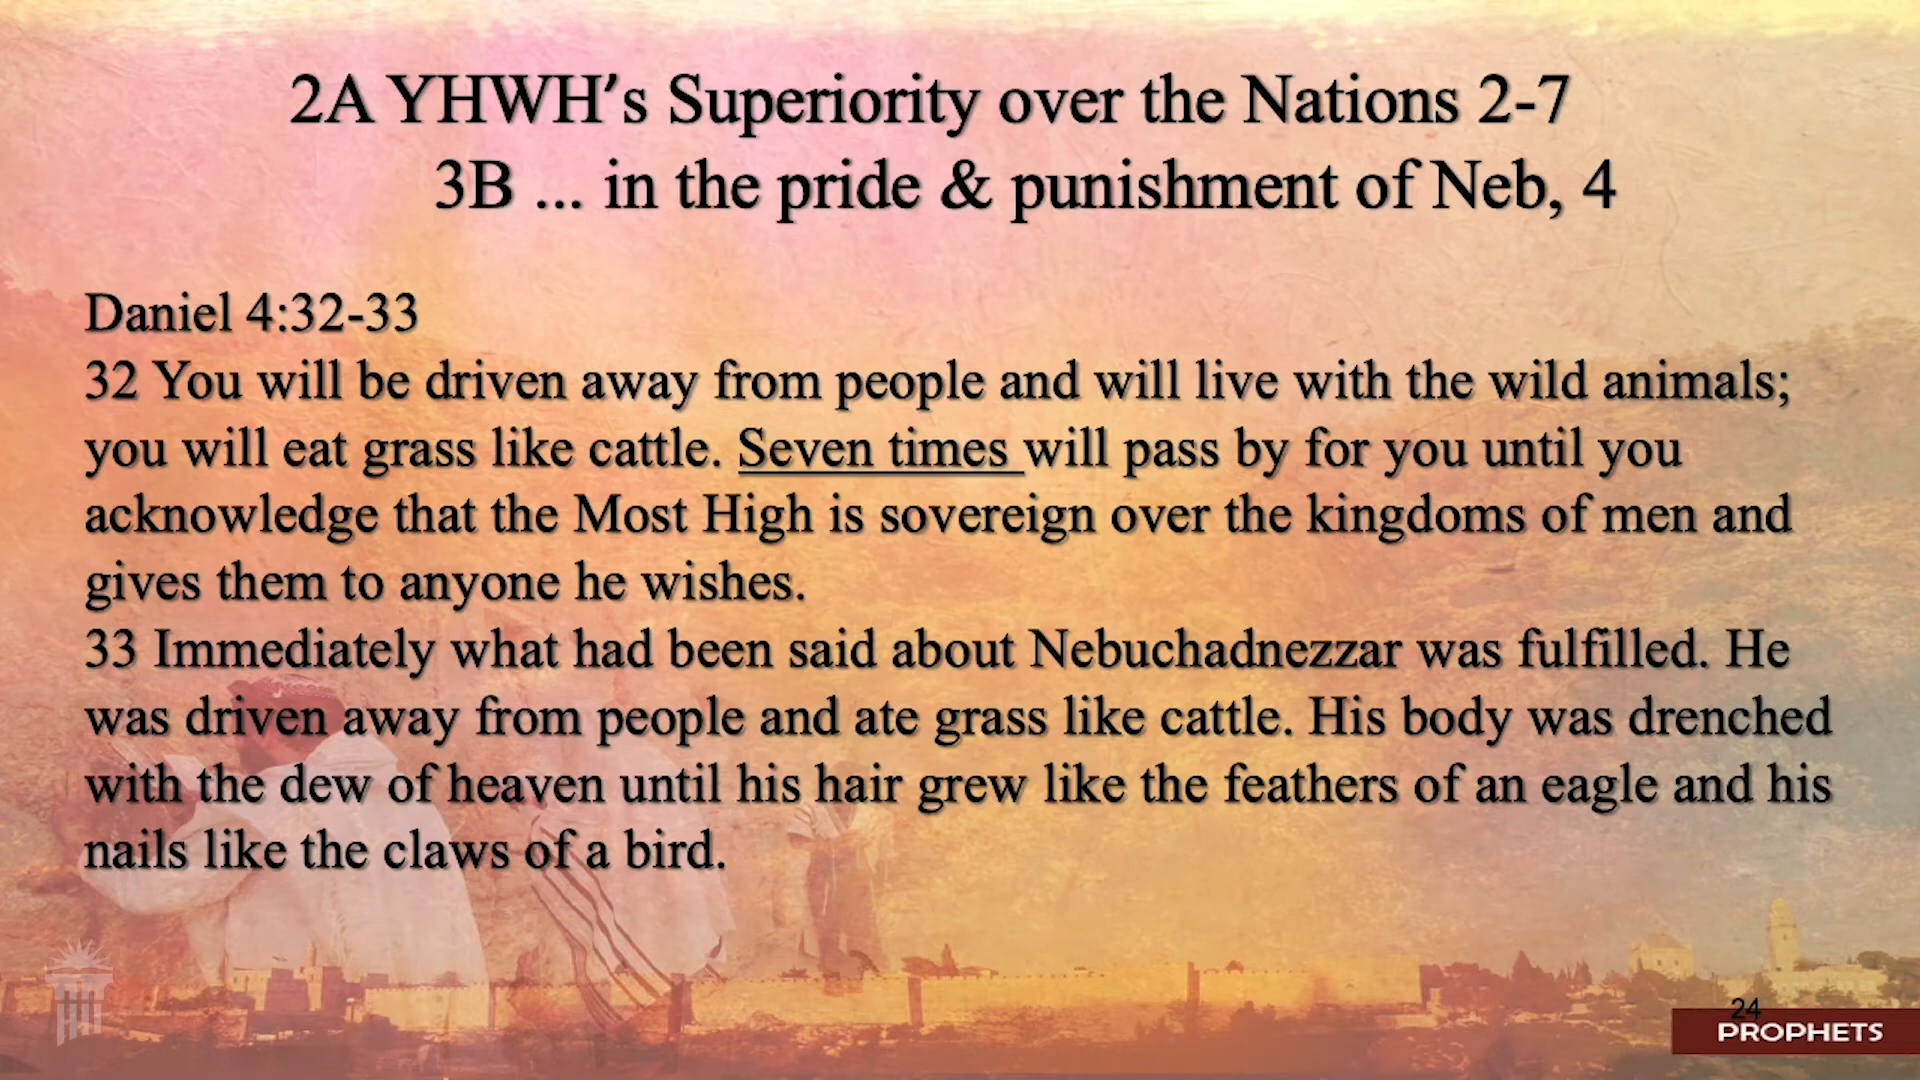 2A YHWH’s Superiority over the Nations 2-7
3B ... in the pride & punishment of Neb, 4
Daniel 4:32-33
32 You will be driven away from people and will live with the wild animals;
you will eat grass like cattle. Seven times will pass by for you until you
acknowledge that the Most High is sovereign over the kingdoms of men and
gives them to anyone he wishes.
33 Immediately what had been said about Nebuchadnezzar was fulfilled. He
was driven away from people and ate grass like cattle. His body was drenched
with the dew of heaven until his hair grew like the feathers of an eagle and his
nails like the claws of a bird.
24
PROPHETS